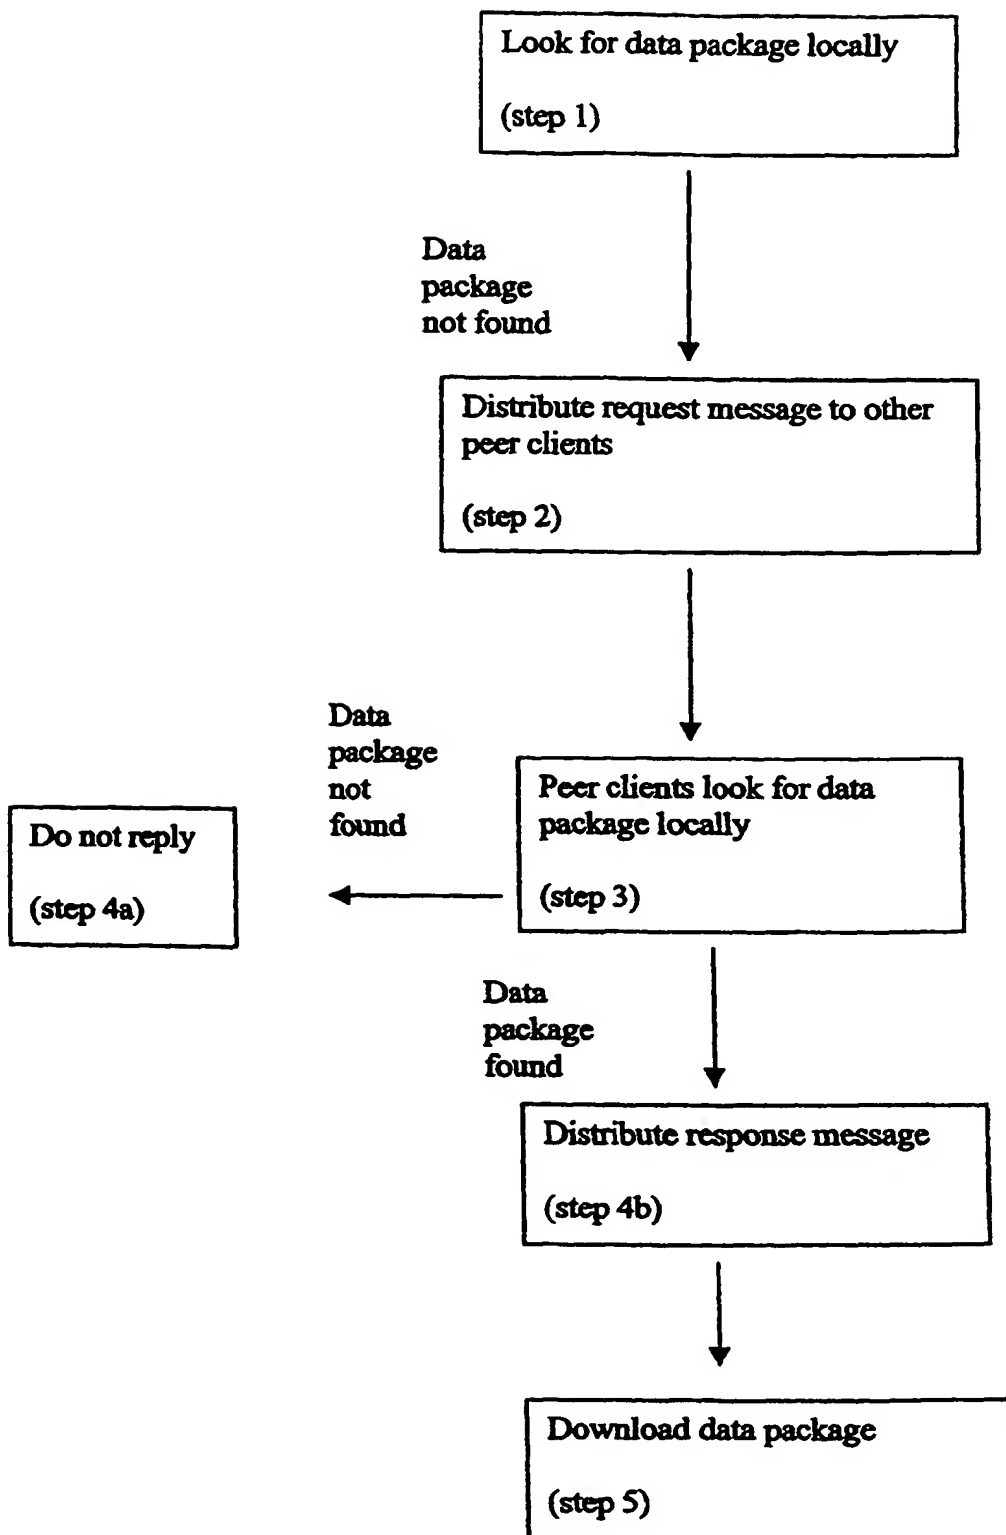 Look for data package locally
(step 1)
Data
package
not found
Distribute request message to other
peer clients
(step 2)
Data
package
not
found
Peer clients look for data
package locally
(step 3)
Do not reply
(step 4a)
Data
package
found
Distribute response message
(step 4b)
Download data package
(step 5)